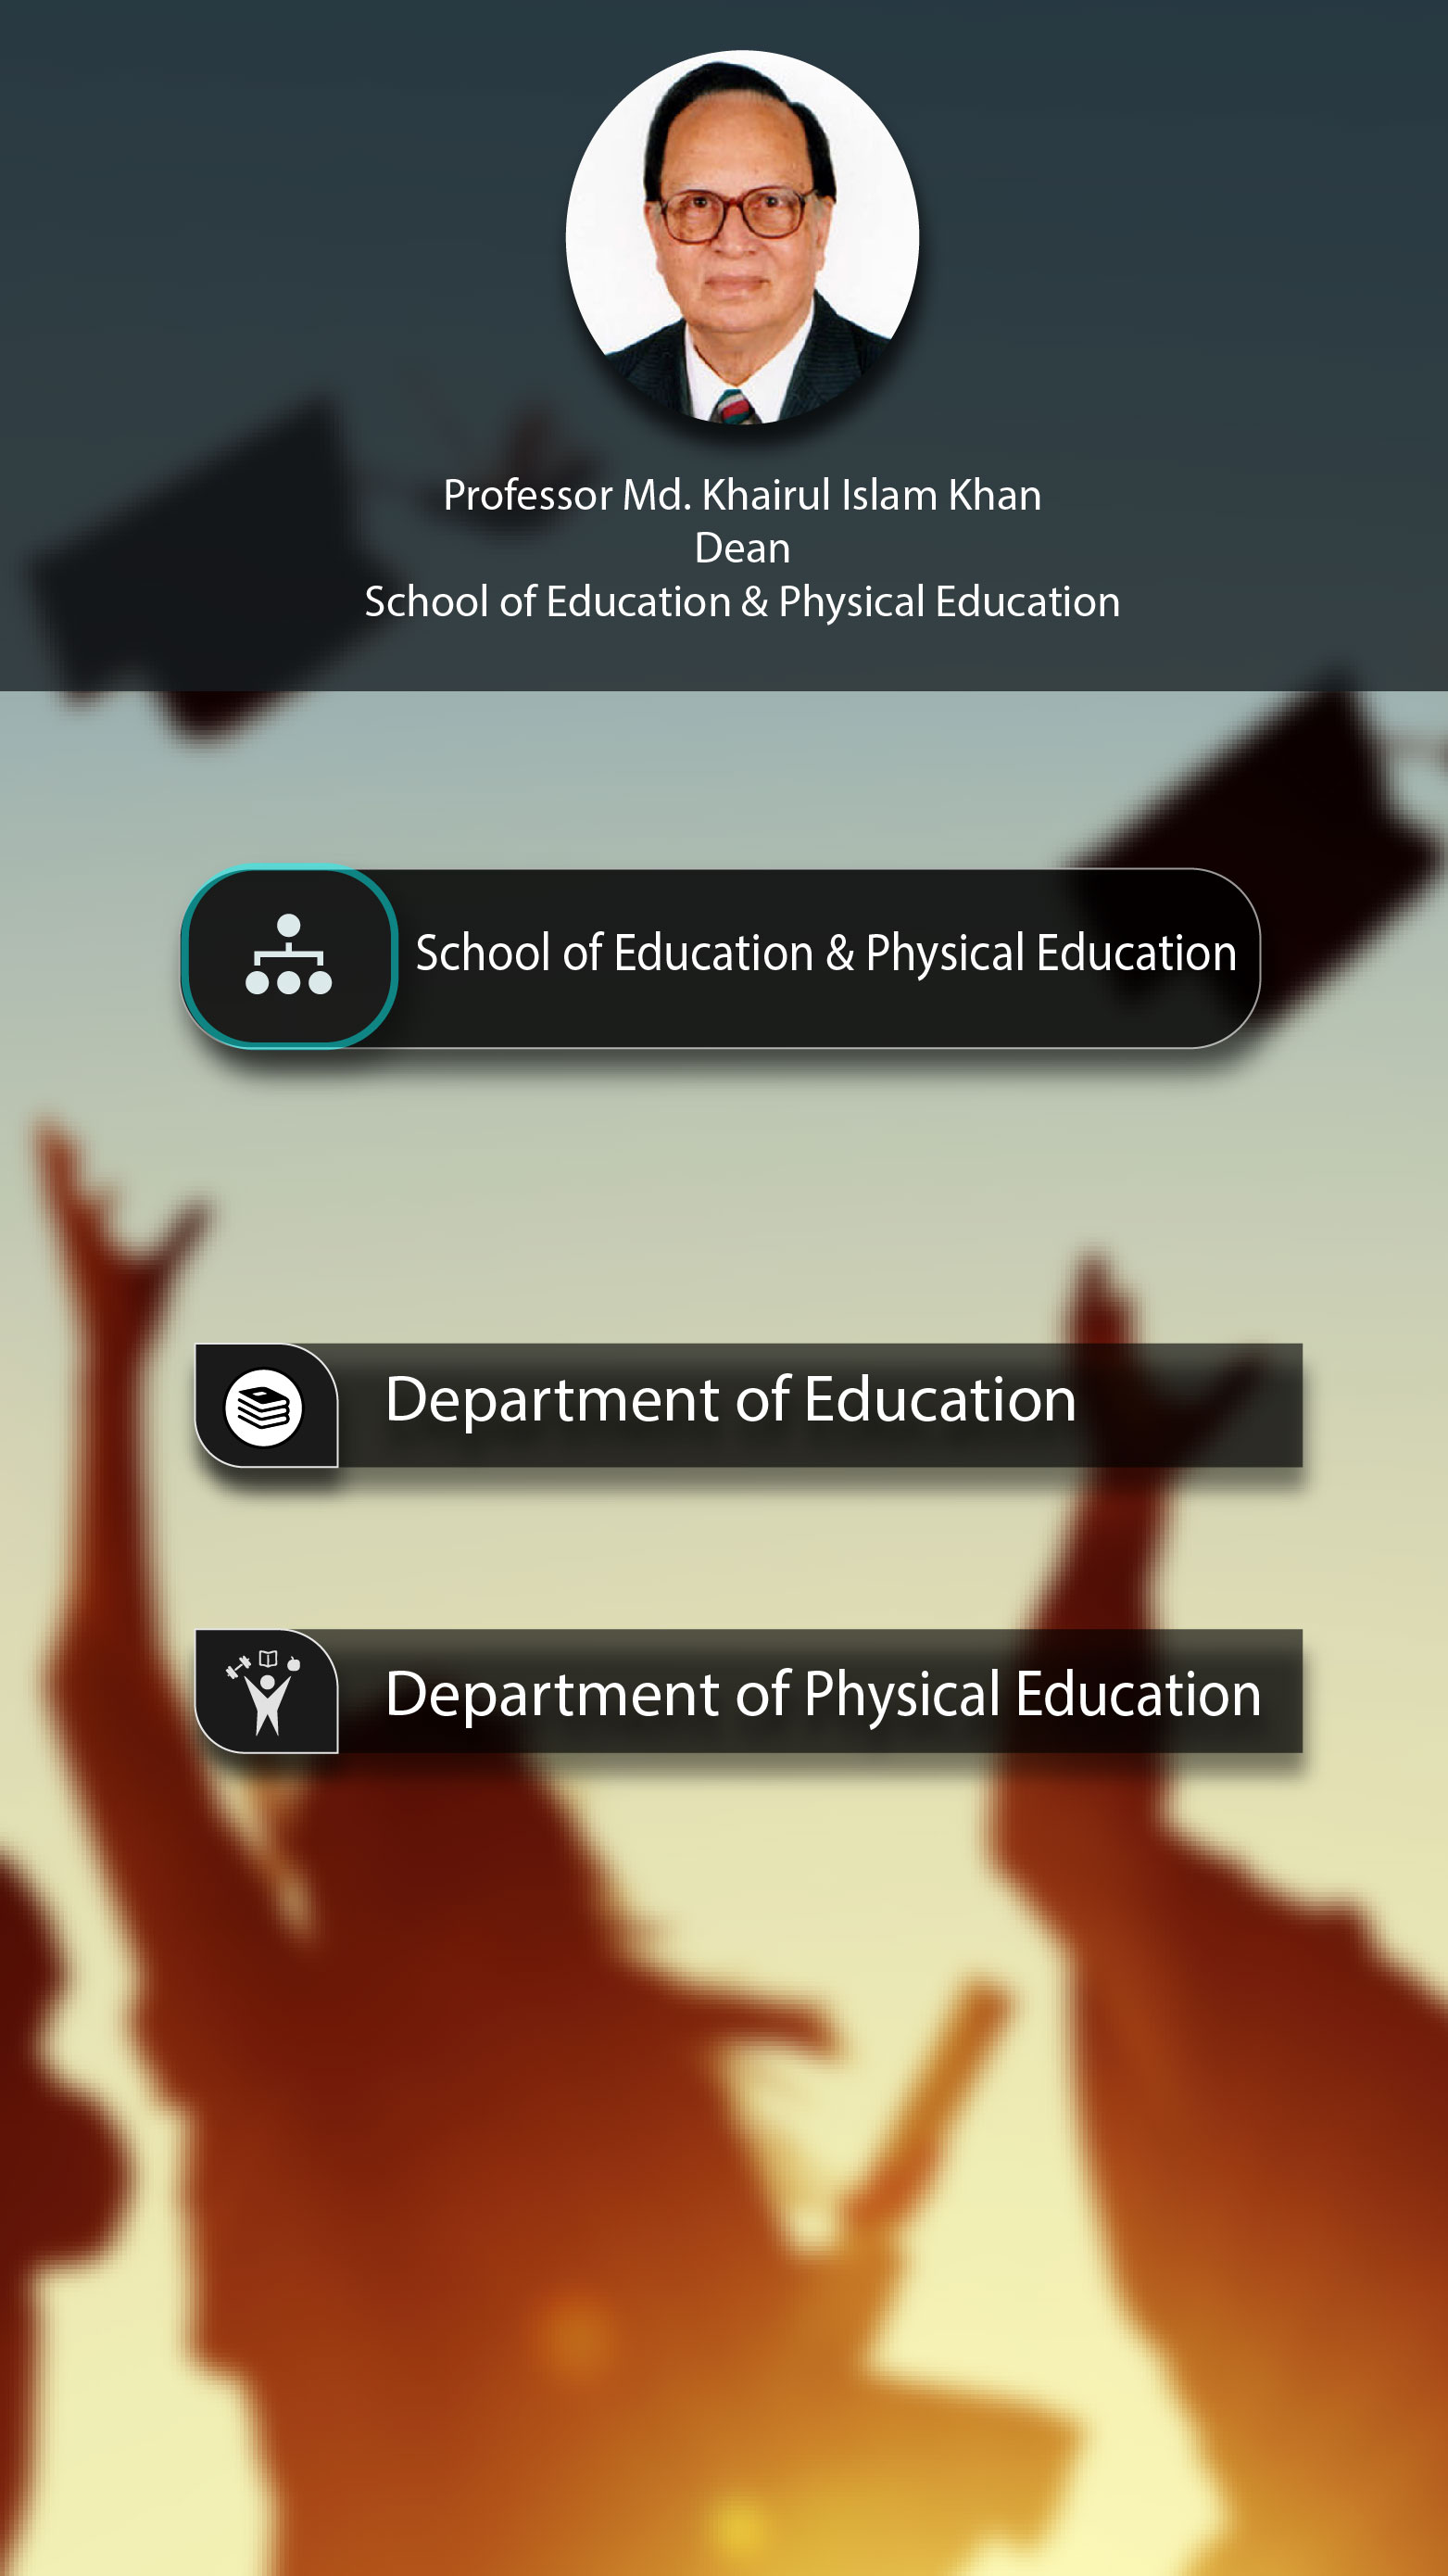 Professor Md. Khairul Islam Khan
Dean
School of Education & Physical Education
School of Education & Physical Education
Department of Education
Department of Physical Education